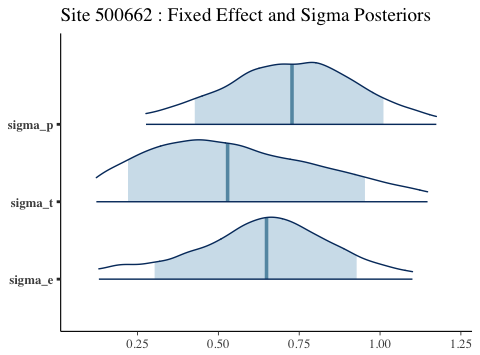 Site 500662 : Fixed Effect and Sigma Posteriors
sigma_p
sigma_t
sigma_e
0.25 0.50 0.75 1.00 1.25